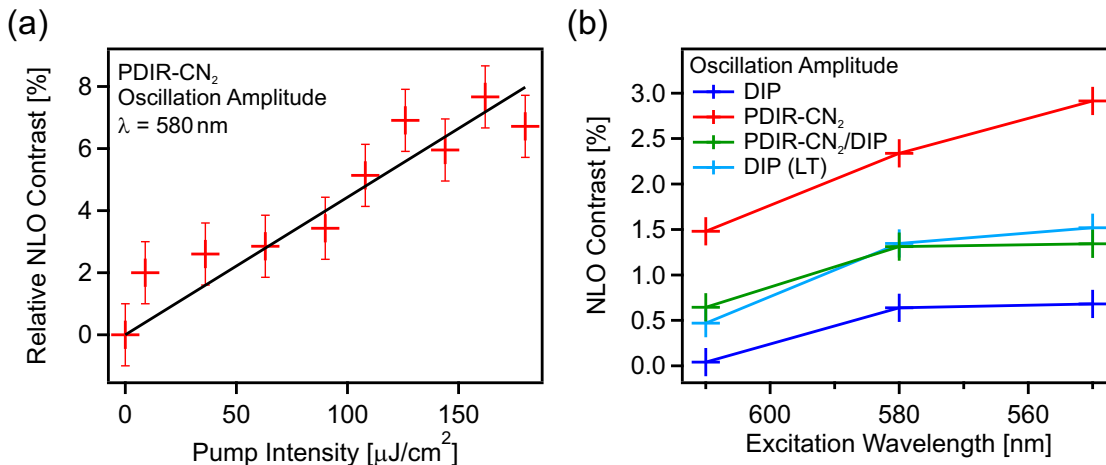 (a)
Relative NLO Contrast [%]
8
6
4
2
0
PDIR-CN₂
Oscillation Amplitude
λ = 580 nm
0
50
100
150
Pump Intensity [μJ/cm²]
(b)
NLO Contrast [%]
3.0
2.5
2.0
1.5
1.0
0.5
0.0
Oscillation Amplitude
DIP
PDIR-CN₂
PDIR-CN₂/DIP
DIP (LT)
600
580
560
Excitation Wavelength [nm]